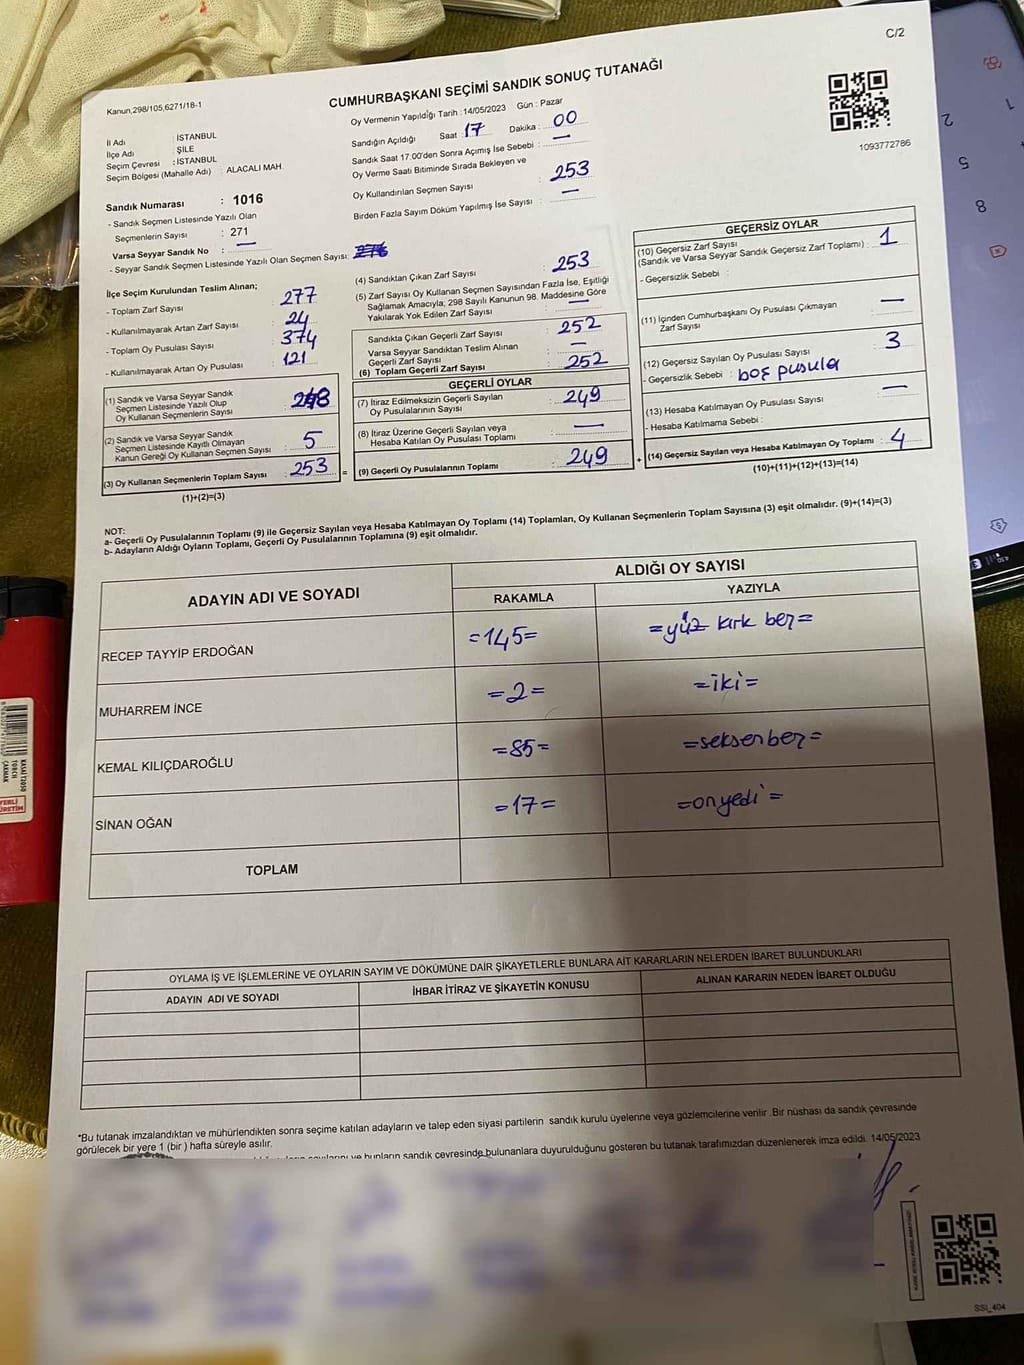 C/2
Kanun,298/105,6271/18-1
CUMHURBAŞKANI SEÇİMİ SANDIK SONUÇ TUTANAĞI
1093772786
İl Adı : İSTANBUL
İlçe Adı : ŞİLE
Seçim Çevresi : İSTANBUL
Seçim Bölgesi (Mahalle Adı) : ALACALI MAH.
Sandık Numarası : 1016
- Sandık Seçmen Listesinde Yazılı Olan
Seçmenlerin Sayısı : 271
Varsa Seyyar Sandık No : —
- Seyyar Sandık Seçmen Listesinde Yazılı Olan Seçmen Sayısı:
Oy Vermenin Yapıldığı Tarih :14/05/2023 Gün : Pazar
Sandığın Açıldığı Saat : 17 Dakika : 00
Sandık Saat 17.00'den Sonra Açımış İse Sebebi : —
Oy Verme Saati Bitiminde Sırada Bekleyen ve
Oy Kullandırılan Seçmen Sayısı : 253
Birden Fazla Sayım Döküm Yapılmış İse Sayısı : —
İlçe Seçim Kurulundan Teslim Alınan;
- Toplam Zarf Sayısı : 277
- Kullanılmayarak Artan Zarf Sayısı : 24
- Toplam Oy Pusulası Sayısı : 374
- Kullanılmayarak Artan Oy Pusulası : 121
(1) Sandık ve Varsa Seyyar Sandık
Seçmen Listesinde Yazılı Olup
Oy Kullanan Seçmenlerin Sayısı : 248
(2) Sandık ve Varsa Seyyar Sandık
Seçmen Listesinde Kayıtlı Olmayan
Kanun Gereği Oy Kullanan Seçmen Sayısı : 5
(3) Oy Kullanan Seçmenlerin Toplam Sayısı : 253 =
(1)+(2)=(3)
(4) Sandıktan Çıkan Zarf Sayısı : 253
(5) Zarf Sayısı Oy Kullanan Seçmen Sayısından Fazla İse, Eşitliği
Sağlamak Amacıyla; 298 Sayılı Kanunun 98. Maddesine Göre
Yakılarak Yok Edilen Zarf Sayısı : —
Sandıkta Çıkan Geçerli Zarf Sayısı : 252
Varsa Seyyar Sandıktan Teslim Alınan
Geçerli Zarf Sayısı : —
(6) Toplam Geçerli Zarf Sayısı : 252
GEÇERLİ OYLAR
(7) İtiraz Edilmeksizin Geçerli Sayılan
Oy Pusulalarının Sayısı : 249
(8) İtiraz Üzerine Geçerli Sayılan veya
Hesaba Katılan Oy Pusulası Toplamı : —
(9) Geçerli Oy Pusulalarının Toplamı : 249 +
GEÇERSİZ OYLAR
(10) Geçersiz Zarf Sayısı
(Sandık ve Varsa Seyyar Sandık Geçersiz Zarf Toplamı) : 1
- Geçersizlik Sebebi :
(11) İçinden Cumhurbaşkanı Oy Pusulası Çıkmayan
Zarf Sayısı : —
(12) Geçersiz Sayılan Oy Pusulası Sayısı : 3
- Geçersizlik Sebebi : boş pusula
(13) Hesaba Katılmayan Oy Pusulası Sayısı : —
- Hesaba Katılmama Sebebi :
(14) Geçersiz Sayılan veya Hesaba Katılmayan Oy Toplamı : 4
(10)+(11)+(12)+(13)=(14)
NOT:
a- Geçerli Oy Pusulalarının Toplamı (9) ile Geçersiz Sayılan veya Hesaba Katılmayan Oy Toplamı (14) Toplamları, Oy Kullanan Seçmenlerin Toplam Sayısına (3) eşit olmalıdır. (9)+(14)=(3)
b- Adayların Aldığı Oyların Toplamı, Geçerli Oy Pusulalarının Toplamına (9) eşit olmalıdır.
ADAYIN ADI VE SOYADI
ALDIĞI OY SAYISI
RAKAMLA YAZIYLA
RECEP TAYYİP ERDOĞAN =145= =yüz kırk beş=
MUHARREM İNCE =2= =iki=
KEMAL KILIÇDAROĞLU =85= =seksenbeş=
SİNAN OĞAN =17= =onyedi=
TOPLAM
OYLAMA İŞ VE İŞLEMLERİNE VE OYLARIN SAYIM VE DÖKÜMÜNE DAİR ŞİKAYETLERLE BUNLARA AİT KARARLARIN NELERDEN İBARET BULUNDUKLARI
ADAYIN ADI VE SOYADI İHBAR İTİRAZ VE ŞİKAYETİN KONUSU ALINAN KARARIN NEDEN İBARET OLDUĞU
*Bu tutanak imzalandıktan ve mühürlendikten sonra seçime katılan adayların ve talep eden siyasi partilerin sandık kurulu üyelerine veya gözlemcilerine verilir .Bir nüshası da sandık çevresinde
görülecek bir yere 1 (bir ) hafta süreyle asılır.
ve bunların sandık çevresinde bulunanlara duyurulduğunu gösteren bu tutanak tarafımızdan düzenlenerek imza edildi. 14/05/2023
SSİ_404
YERLİ
ÜRETİM
ÇAKMAK
1
2
5
8